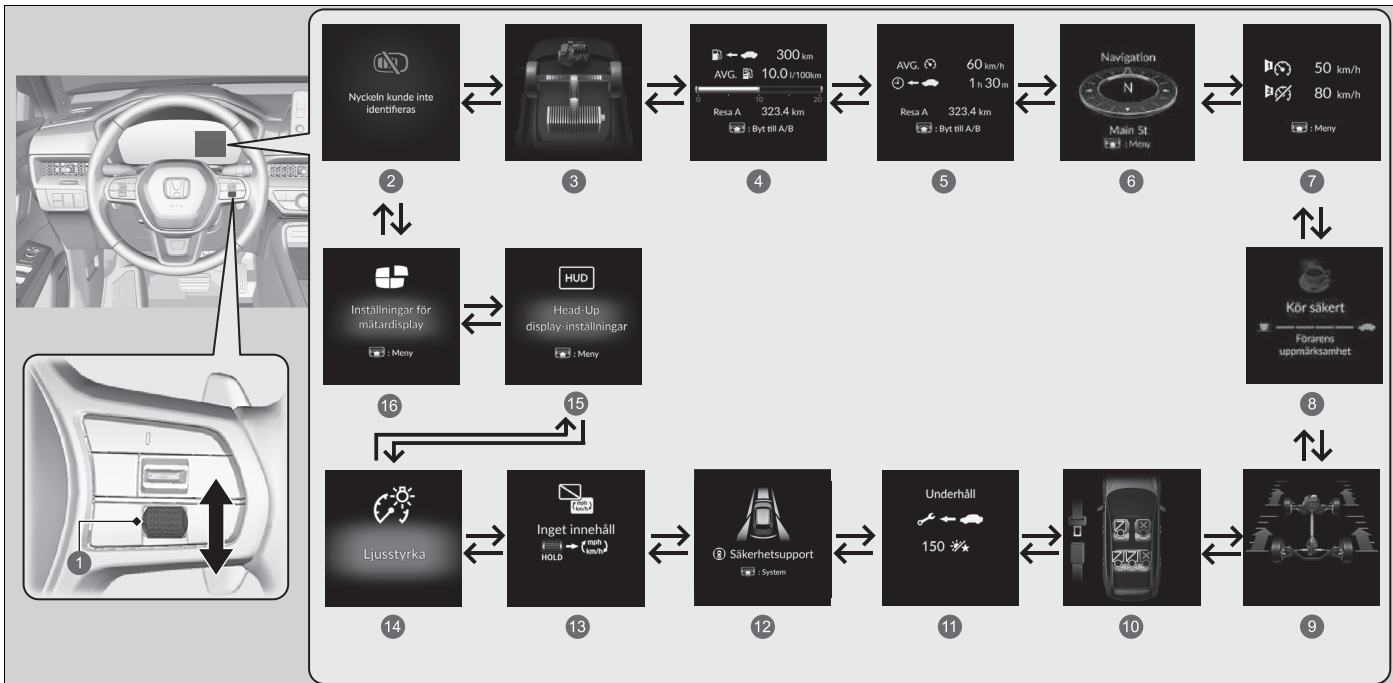 Nyckeln kunde inte
identifieras
2
3
300 km
AVG. 10.0 l/100km
0 10 20
Resa A 323.4 km
: Byt till A/B
4
AVG. 60 km/h
1 h 30 m
Resa A 323.4 km
: Byt till A/B
5
Navigation
N
Main St
: Meny
6
50 km/h
80 km/h
: Meny
7
Inställningar för
mätardisplay
: Meny
16
HUD
Head-Up
display-inställningar
: Meny
15
Kör säkert
Förarens
uppmärksamhet
8
1
Ljusstyrka
14
mph
km/h
Inget innehåll
HOLD
mph
km/h
13
Säkerhetsupport
: System
12
Underhåll
150
11
10
9